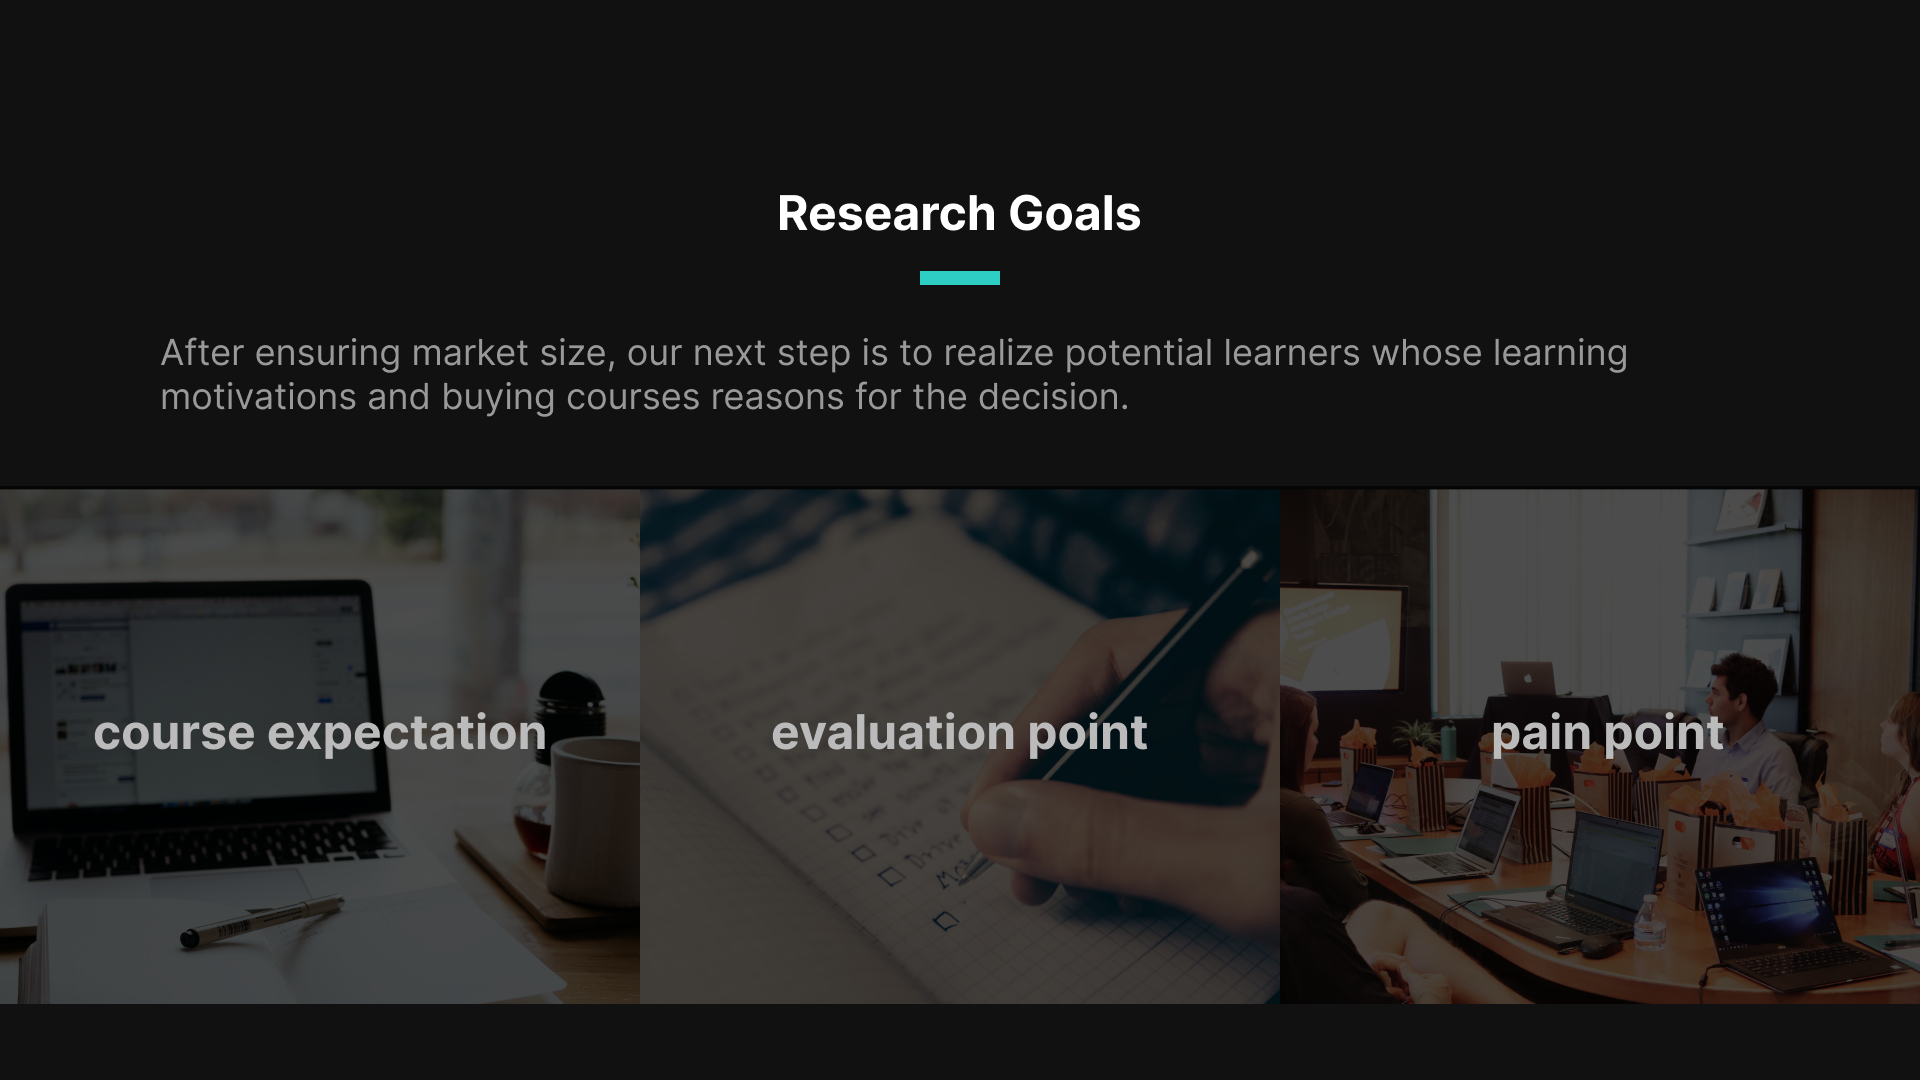 Research Goals
After ensuring market size, our next step is to realize potential learners whose learning
motivations and buying courses reasons for the decision.
course expectation
evaluation point
pain point